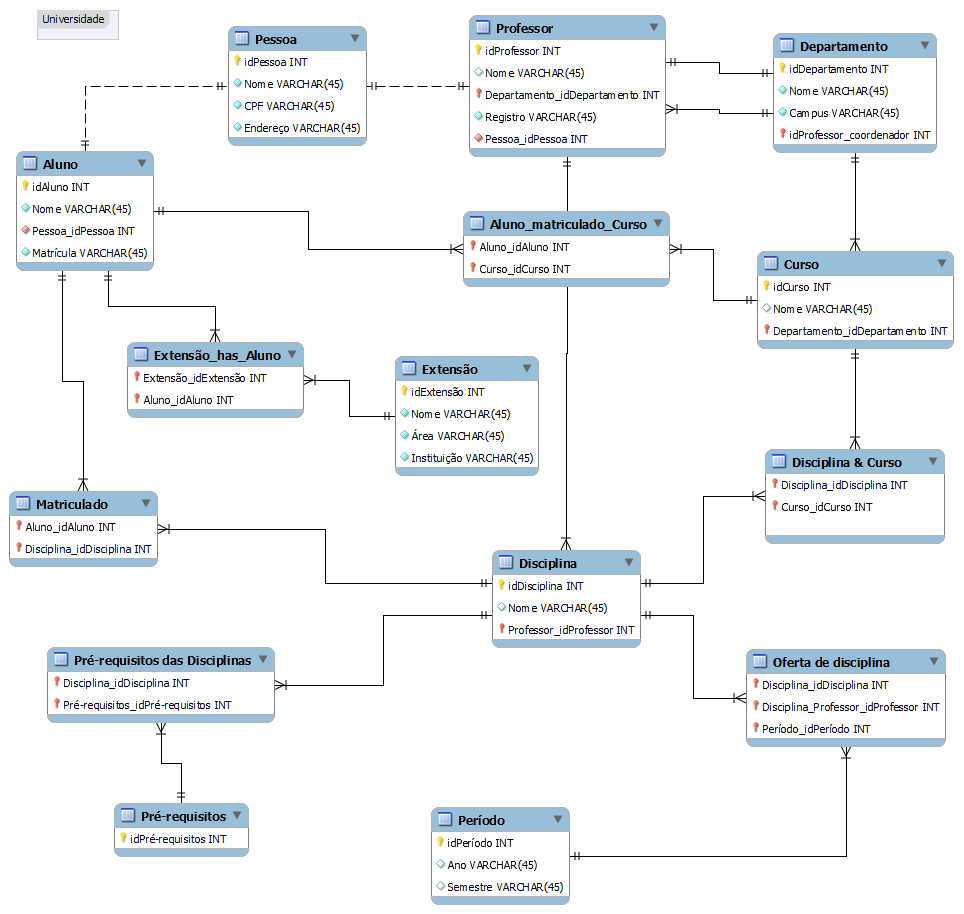 Universidade
Pessoa
idPessoa INT
Nome VARCHAR(45)
CPF VARCHAR(45)
Endereço VARCHAR(45)
Professor
idProfessor INT
Nome VARCHAR(45)
Departamento_idDepartamento INT
Registro VARCHAR(45)
Pessoa_idPessoa INT
Departamento
idDepartamento INT
Nome VARCHAR(45)
Campus VARCHAR(45)
idProfessor_coordenador INT
Aluno
idAluno INT
Nome VARCHAR(45)
Pessoa_idPessoa INT
Matrícula VARCHAR(45)
Aluno_matriculado_Curso
Aluno_idAluno INT
Curso_idCurso INT
Curso
idCurso INT
Nome VARCHAR(45)
Departamento_idDepartamento INT
Extensão_has_Aluno
Extensão_idExtensão INT
Aluno_idAluno INT
Extensão
idExtensão INT
Nome VARCHAR(45)
Área VARCHAR(45)
Instituição VARCHAR(45)
Disciplina & Curso
Disciplina_idDisciplina INT
Curso_idCurso INT
Matriculado
Aluno_idAluno INT
Disciplina_idDisciplina INT
Disciplina
idDisciplina INT
Nome VARCHAR(45)
Professor_idProfessor INT
Pré-requisitos das Disciplinas
Disciplina_idDisciplina INT
Pré-requisitos_idPré-requisitos INT
Oferta de disciplina
Disciplina_idDisciplina INT
Disciplina_Professor_idProfessor INT
Período_idPeríodo INT
Pré-requisitos
idPré-requisitos INT
Período
idPeríodo INT
Ano VARCHAR(45)
Semestre VARCHAR(45)